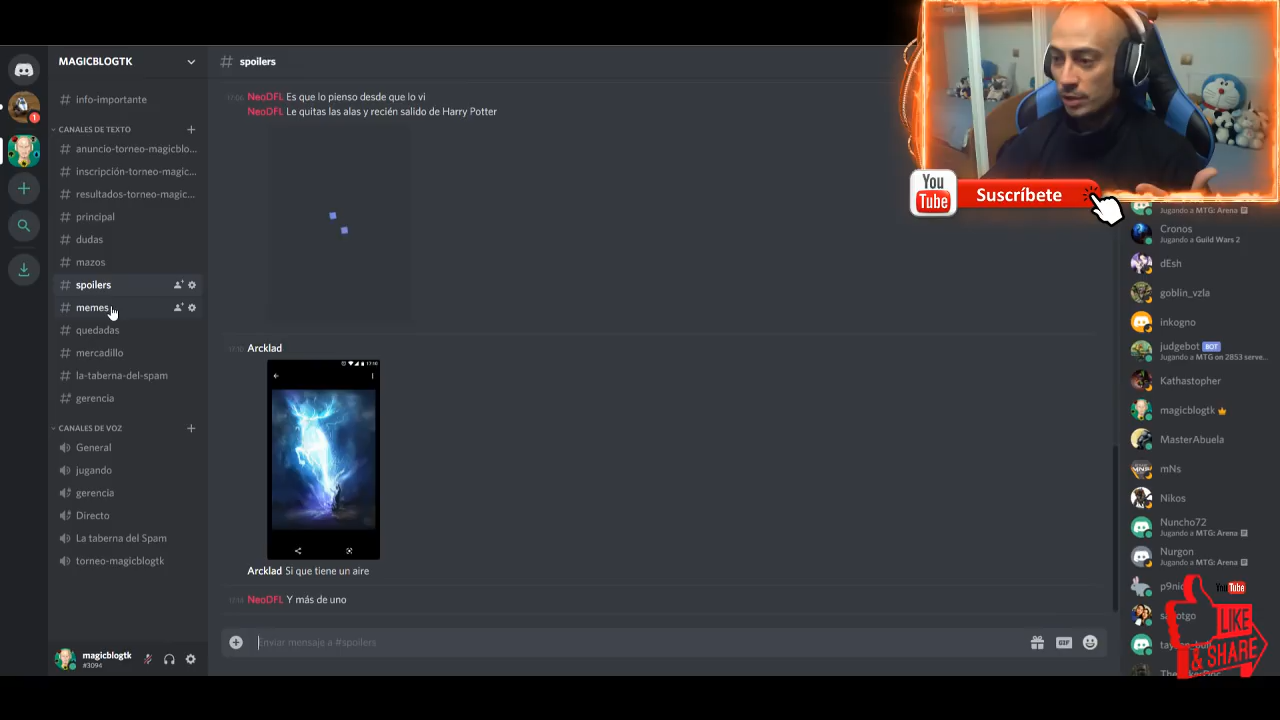 MAGICBLOGTK
# info-importante
CANALES DE TEXTO
# anuncio-torneo-magicblo...
# inscripción-torneo-magic...
# resultados-torneo-magic...
# principal
# dudas
# mazos
# spoilers
# memes
# quedadas
# mercadillo
# la-taberna-del-spam
# gerencia
CANALES DE VOZ
General
jugando
gerencia
Directo
La taberna del Spam
torneo-magicblogtk
magicblogtk
#3094
1
# spoilers
NeoDFL Es que lo pienso desde que lo vi
NeoDFL Le quitas las alas y recién salido de Harry Potter
Arcklad
Arcklad Si que tiene un aire
NeoDFL Y más de uno
Enviar mensaje a #spoilers
GIF
You
Tube
Suscríbete
Jugando a MTG: Arena
Cronos
Jugando a Guild Wars 2
dEsh
goblin_vzla
inkogno
judgebot BOT
Jugando a MTG on 2853 serve...
Kathastopher
magicblogtk
MasterAbuela
mNs
Nikos
Nuncho72
Jugando a MTG: Arena
Nurgon
Jugando a MTG: Arena
You Tube
LIKE
& SHARE